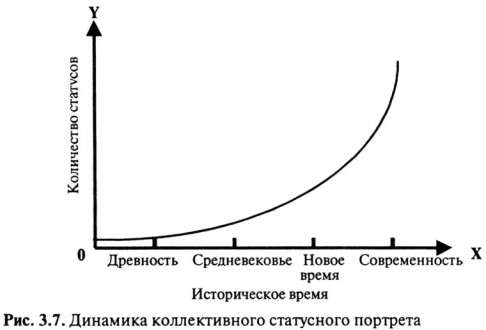 Y
Количество статусов
0
Древность Средневековье Новое время Современность X
Историческое время
Рис. 3.7. Динамика коллективного статусного портрета